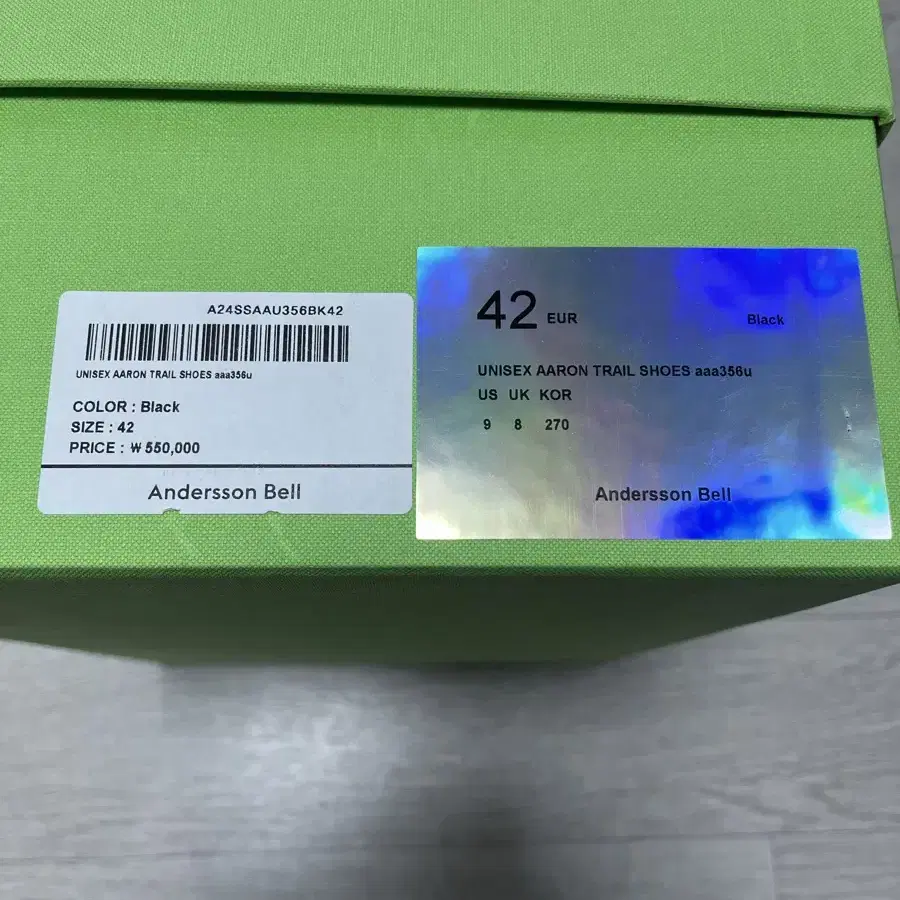 A24SSAAU356BK42
UNISEX AARON TRAIL SHOES aaa356u
COLOR : Black
SIZE : 42
PRICE : ₩ 550,000
Andersson Bell
42 EUR
Black
UNISEX AARON TRAIL SHOES aaa356u
US UK KOR
9 8 270
Andersson Bell